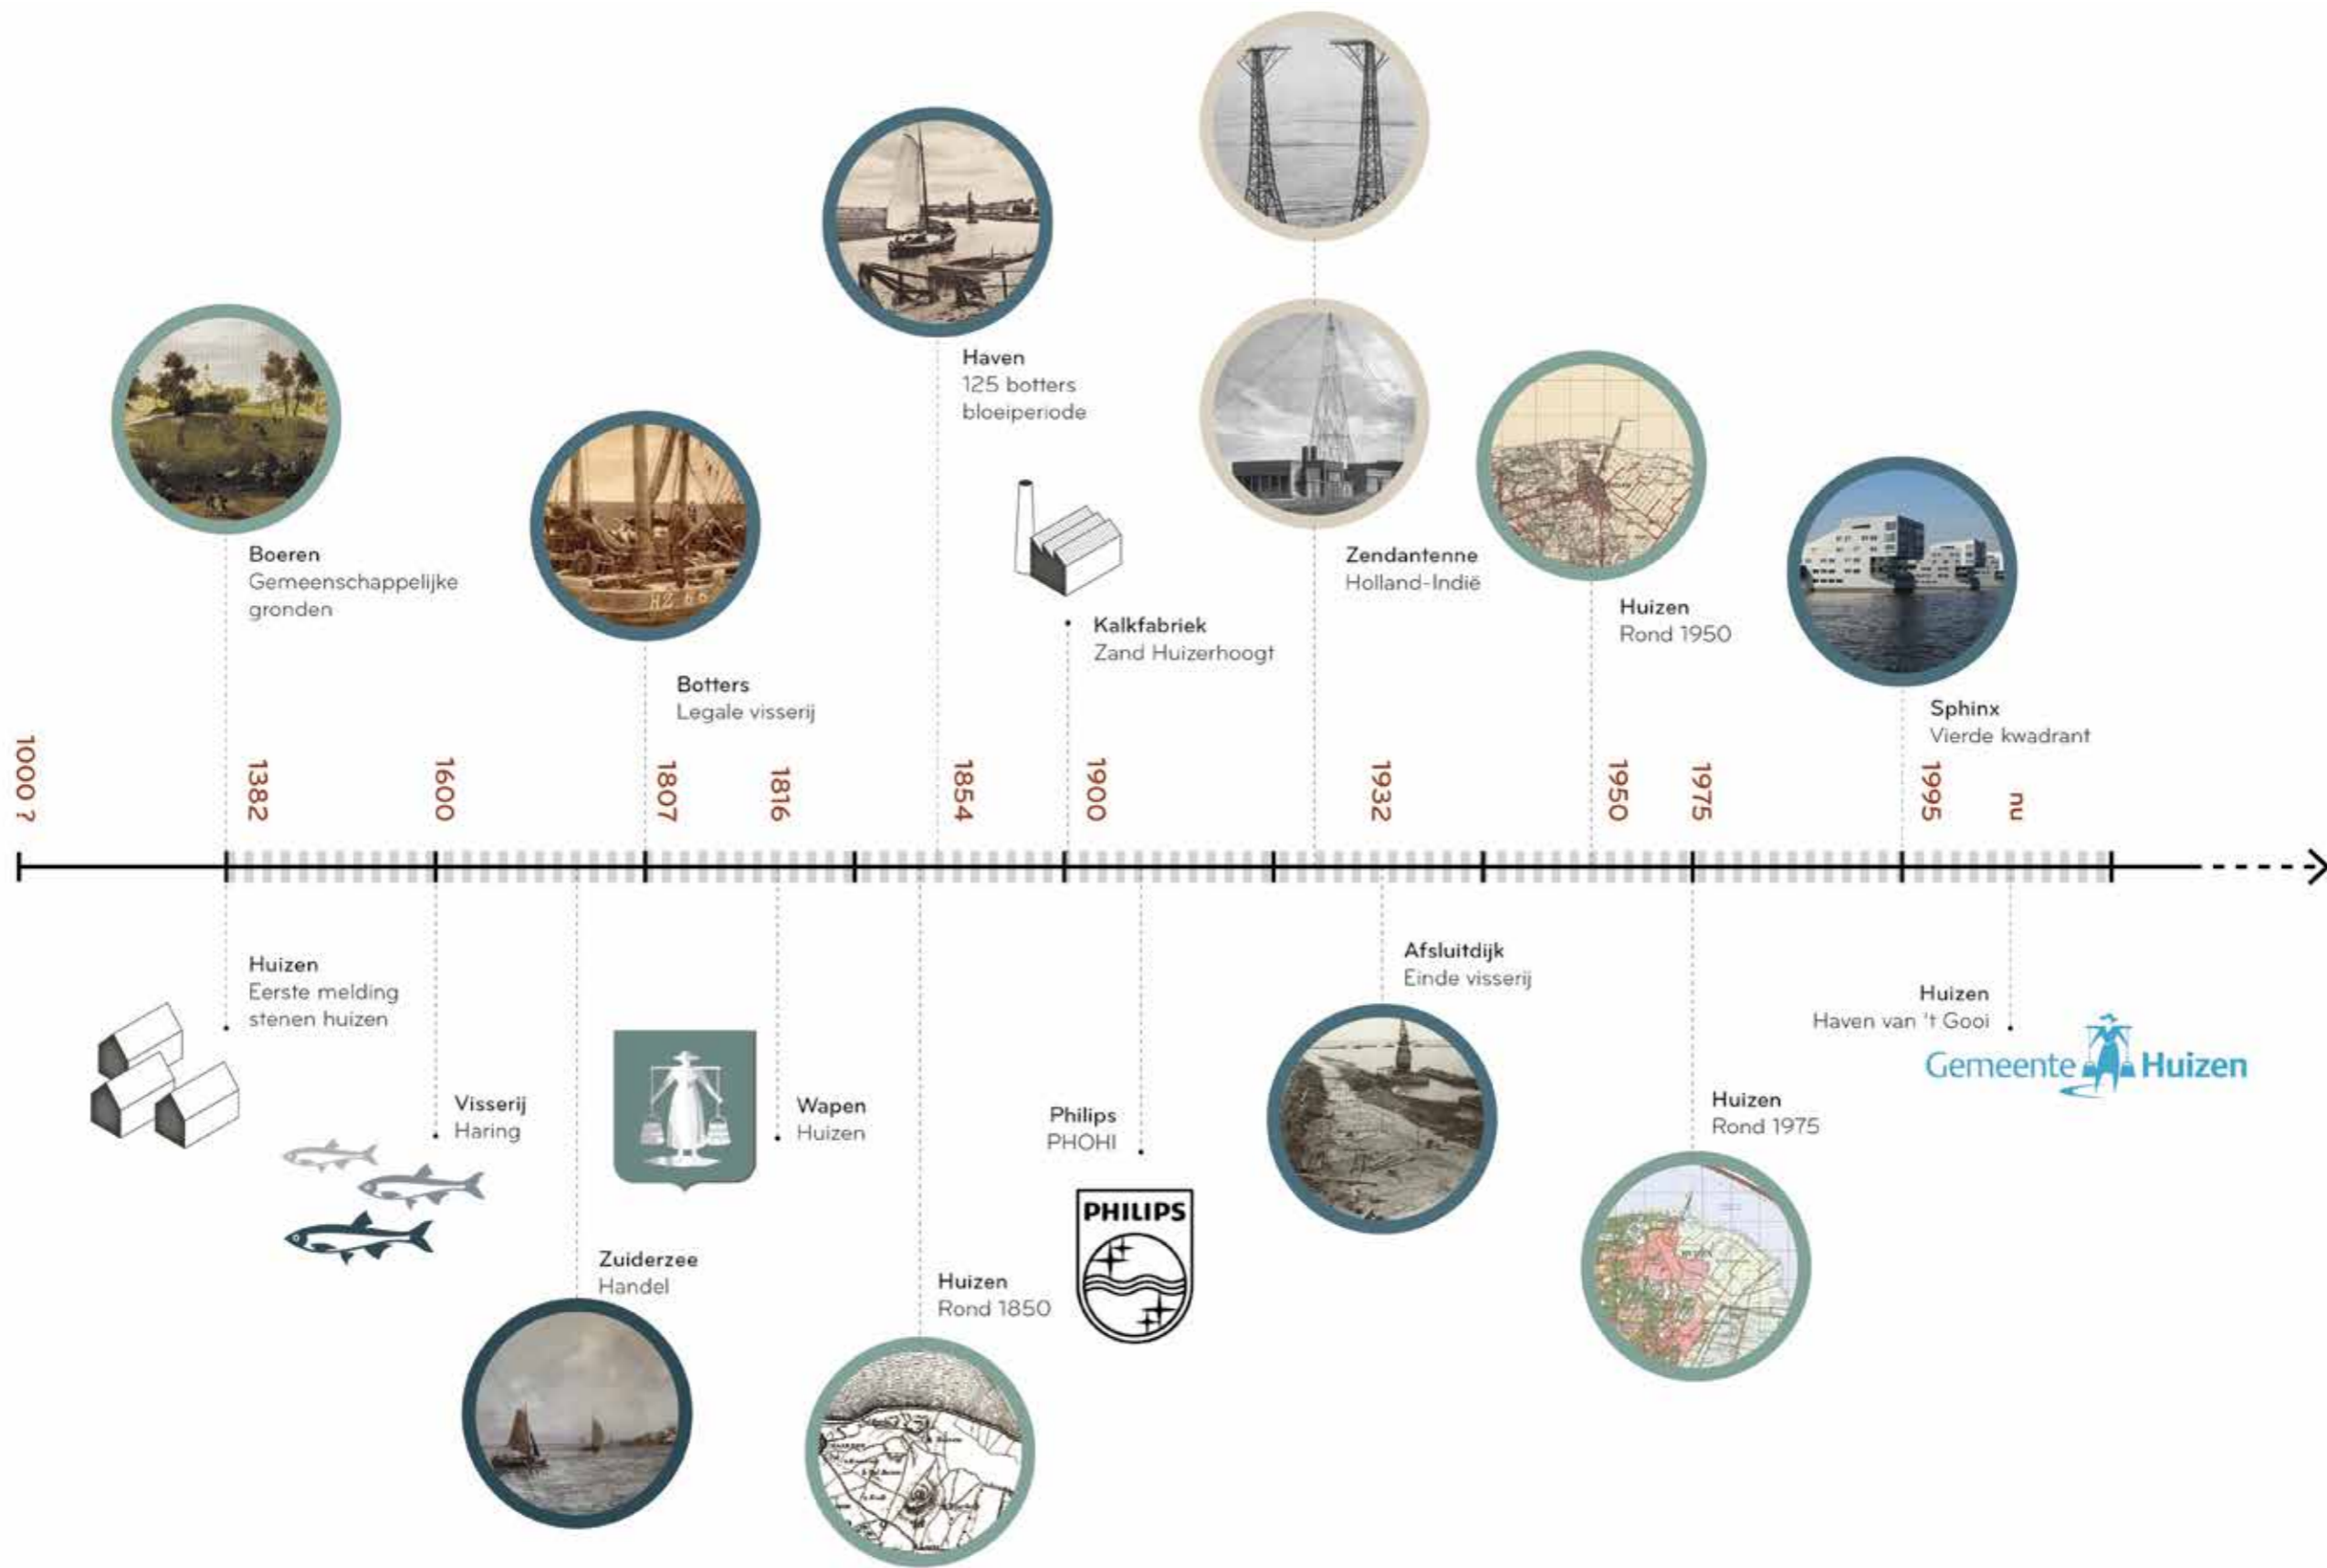 Haven
125 botters
bloeiperiode
Boeren
Gemeenschappelijke
gronden
Zendantenne
Holland-Indië
Huizen
Rond 1950
Kalkfabriek
Zand Huizerhoogt
HZ 66
Botters
Legale visserij
Sphinx
Vierde kwadrant
1000 ?
1382
1600
1807
1816
1854
1900
1932
1950
1975
1995
nu
Huizen
Eerste melding
stenen huizen
Visserij
Haring
Zuiderzee
Handel
Wapen
Huizen
Huizen
Rond 1850
Philips
PHOHI
PHILIPS
Afsluitdijk
Einde visserij
Huizen
Rond 1975
Huizen
Haven van 't Gooi
Gemeente Huizen